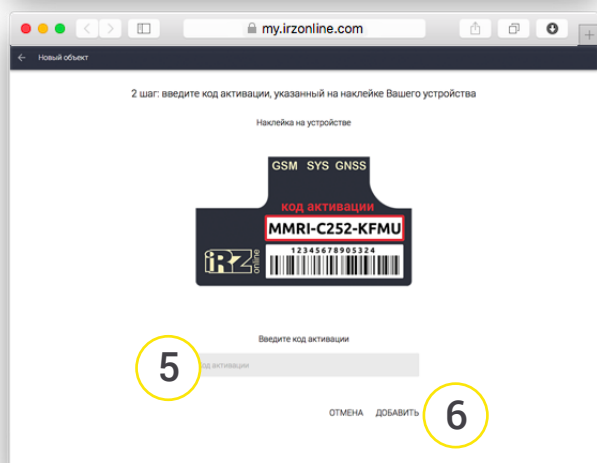 my.irzonline.com
Новый объект
2 шаг: введите код активации, указанный на наклейке Вашего устройства
Наклейка на устройстве
GSM SYS GNSS
код активации
MMRI-C252-KFMU
12345678905324
iRZ online
Введите код активации
5
код активации
ОТМЕНА ДОБАВИТЬ
6